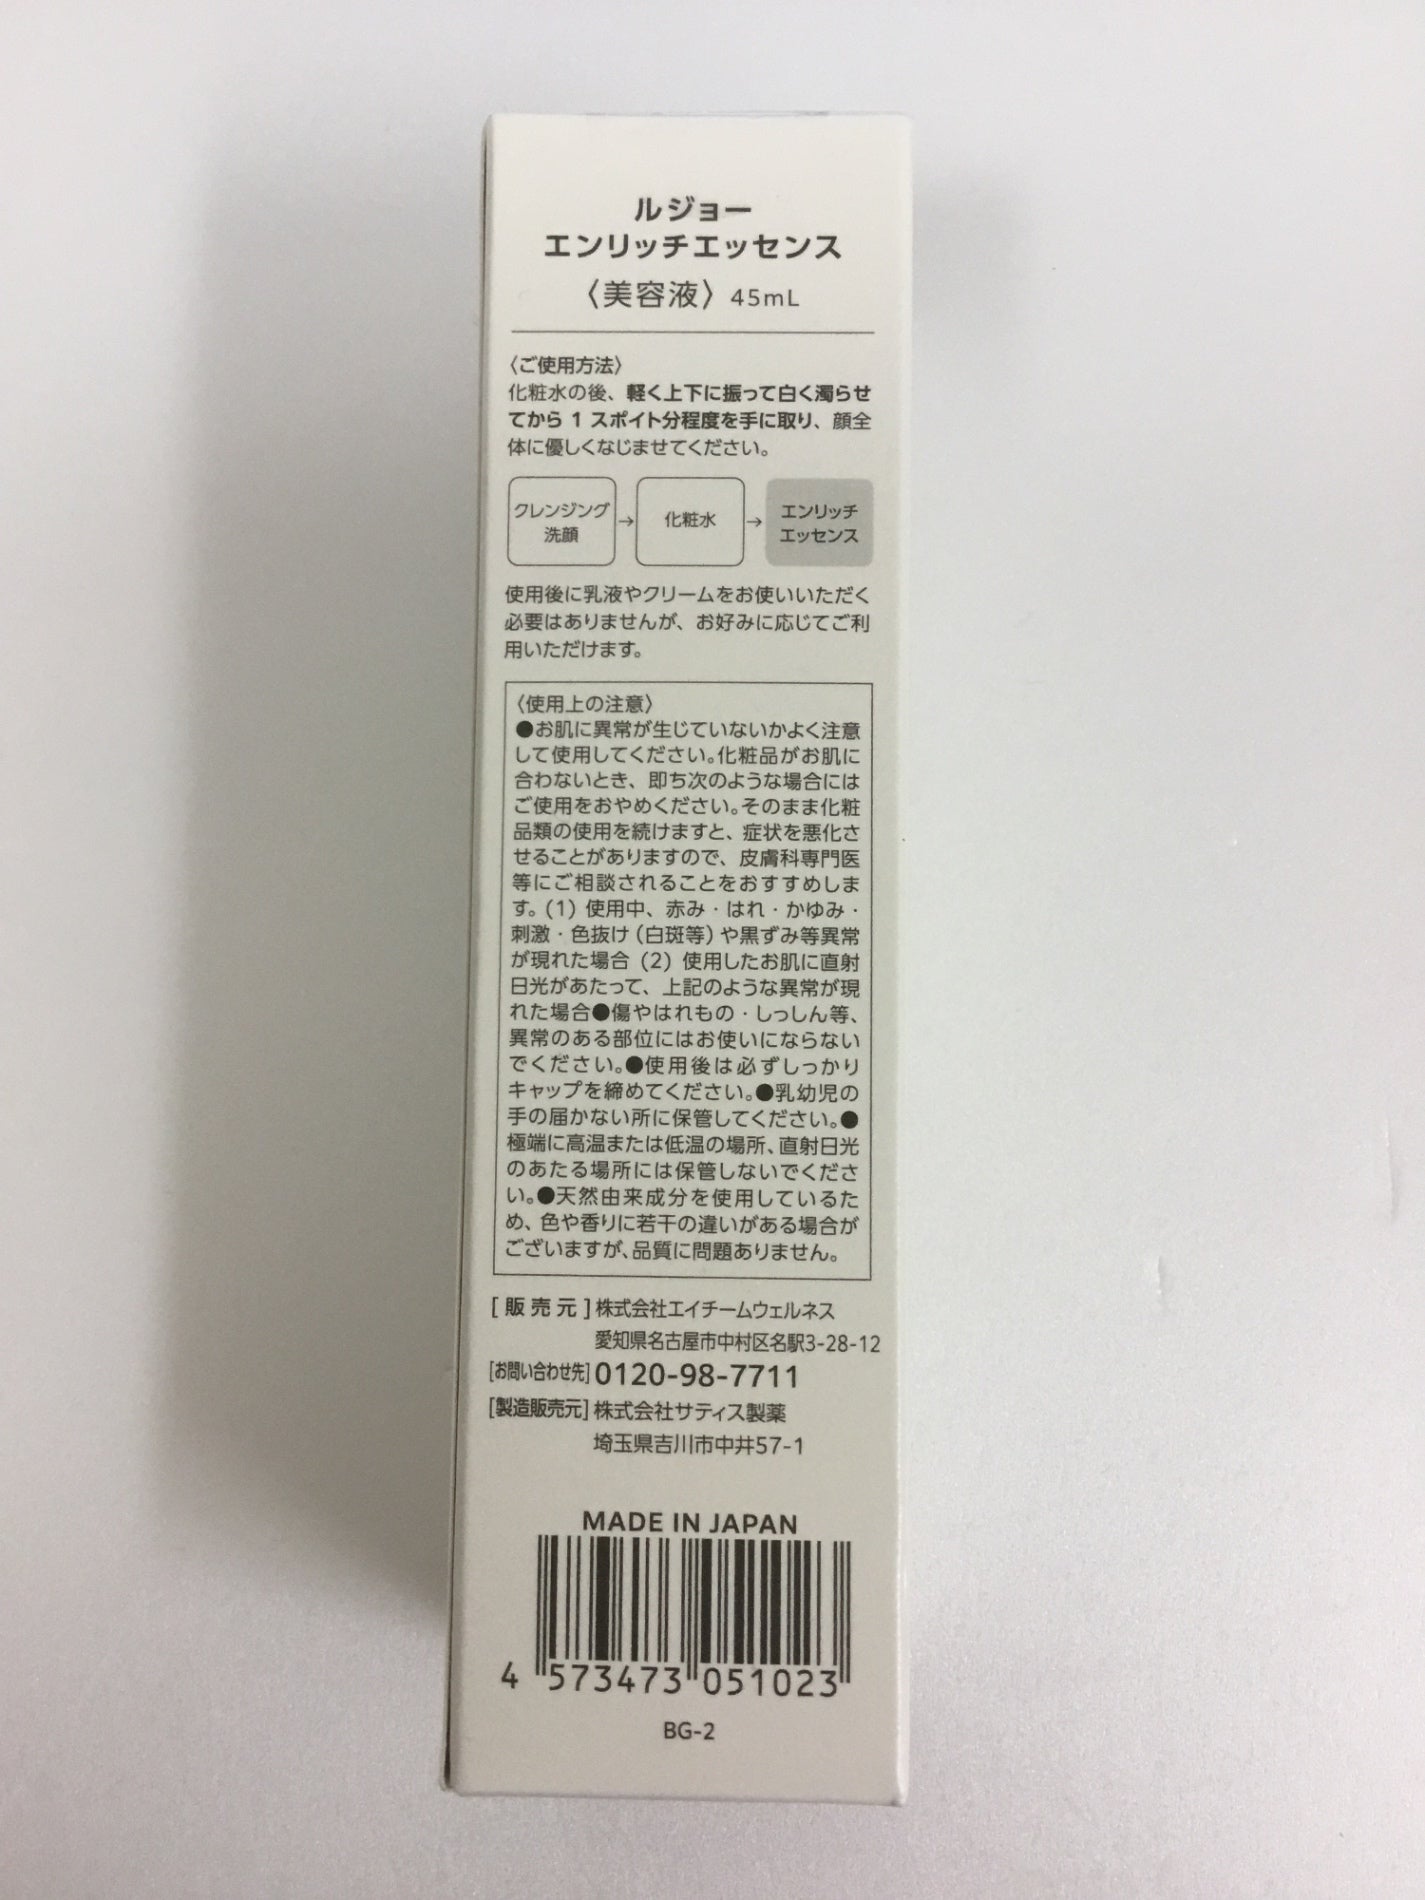 ルジョー
エンリッチエッセンス
〈美容液〉45mL
〈ご使用方法〉
化粧水の後、軽く上下に振って白く濁らせ
てから 1 スポイト分程度を手に取り、顔全
体に優しくなじませてください。
クレンジング
洗顔
→
化粧水
→
エンリッチ
エッセンス
使用後に乳液やクリームをお使いいただく
必要はありませんが、お好みに応じてご利
用いただけます。
〈使用上の注意〉
●お肌に異常が生じていないかよく注意
して使用してください。化粧品がお肌に
合わないとき、即ち次のような場合には
ご使用をおやめください。そのまま化粧
品類の使用を続けますと、症状を悪化さ
せることがありますので、皮膚科専門医
等にご相談されることをおすすめしま
す。(1) 使用中、赤み・はれ・かゆみ・
刺激・色抜け（白斑等）や黒ずみ等異常
が現れた場合 (2) 使用したお肌に直射
日光があたって、上記のような異常が現
れた場合●傷やはれもの・しっしん等、
異常のある部位にはお使いにならない
でください。●使用後は必ずしっかり
キャップを締めてください。●乳幼児の
手の届かない所に保管してください。●
極端に高温または低温の場所、直射日光
のあたる場所には保管しないでくださ
い。●天然由来成分を使用しているた
め、色や香りに若干の違いがある場合が
ございますが、品質に問題ありません。
[販売元] 株式会社エイチームウェルネス
愛知県名古屋市中村区名駅3-28-12
[お問い合わせ先] 0120-98-7711
[製造販売元] 株式会社サティス製薬
埼玉県吉川市中井57-1
MADE IN JAPAN
4 573473 051023
BG-2